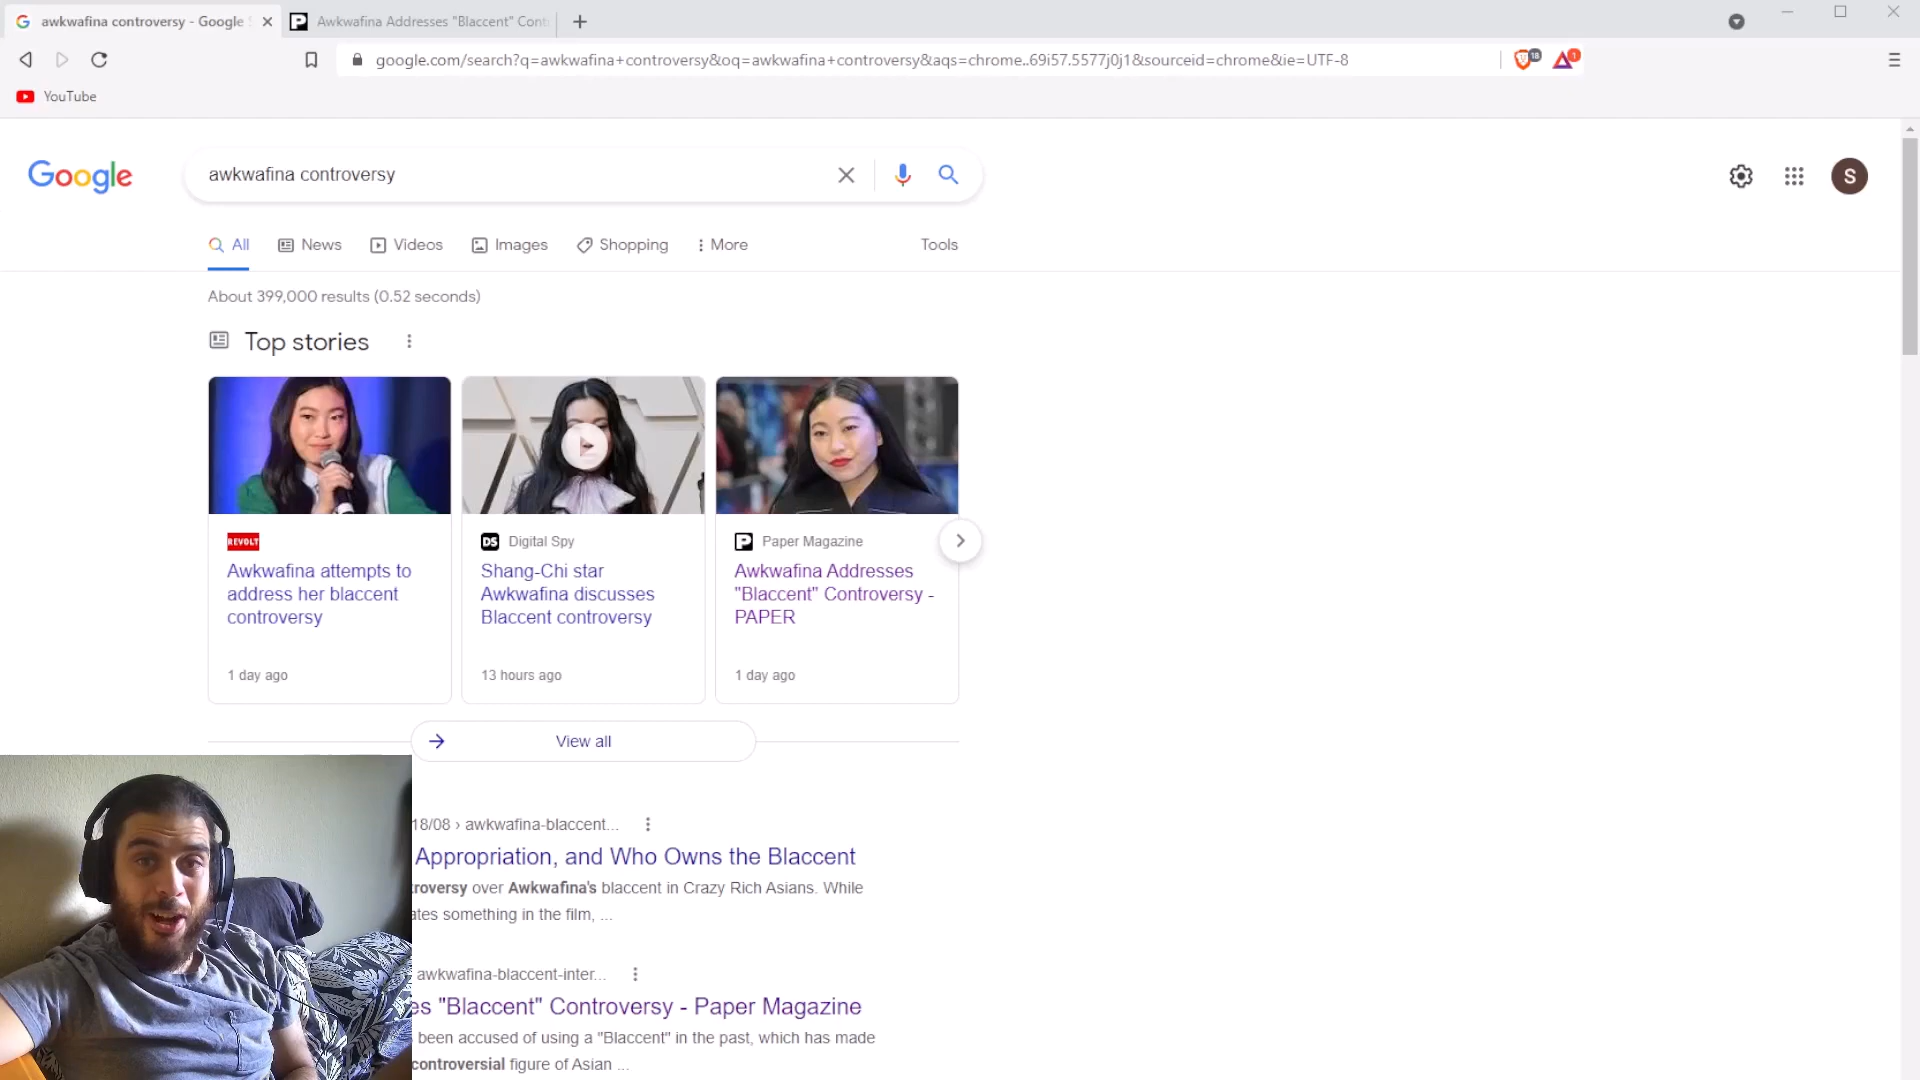 awkwafina controversy - Google
Awkwafina Addresses "Blaccent" Cont
google.com/search?q=awkwafina+controversy&oq=awkwafina+controversy&aqs=chrome..69i57.5577j0j1&sourceid=chrome&ie=UTF-8
18
1
YouTube
Google
awkwafina controversy
S
All
News
Videos
Images
Shopping
More
Tools
About 399,000 results (0.52 seconds)
Top stories
REVOLT
Awkwafina attempts to
address her blaccent
controversy
1 day ago
DS Digital Spy
Shang-Chi star
Awkwafina discusses
Blaccent controversy
13 hours ago
P Paper Magazine
Awkwafina Addresses
"Blaccent" Controversy -
PAPER
1 day ago
View all
18/08 › awkwafina-blaccent...
Appropriation, and Who Owns the Blaccent
troversy over Awkwafina's blaccent in Crazy Rich Asians. While
ates something in the film, ...
awkwafina-blaccent-inter...
es "Blaccent" Controversy - Paper Magazine
been accused of using a "Blaccent" in the past, which has made
controversial figure of Asian ...